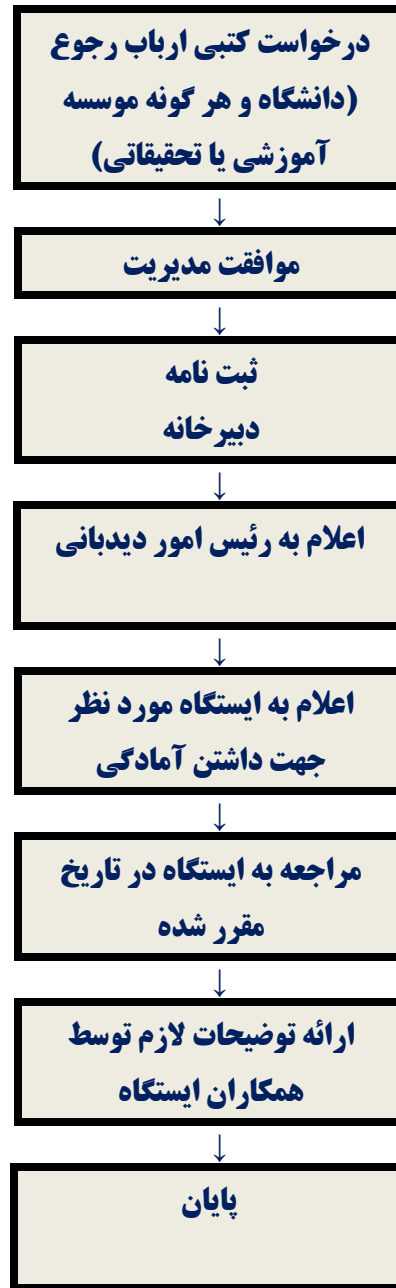 درخواست کتبی ارباب رجوع
(دانشگاه و هر گونه موسسه
آموزشی یا تحقیقاتی)
↓
موافقت مدیریت
↓
ثبت نامه
دبیرخانه
↓
اعلام به رئیس امور دیدبانی
↓
اعلام به ایستگاه مورد نظر
جهت داشتن آمادگی
↓
مراجعه به ایستگاه در تاریخ
مقرر شده
↓
ارائه توضیحات لازم توسط
همکاران ایستگاه
↓
پایان